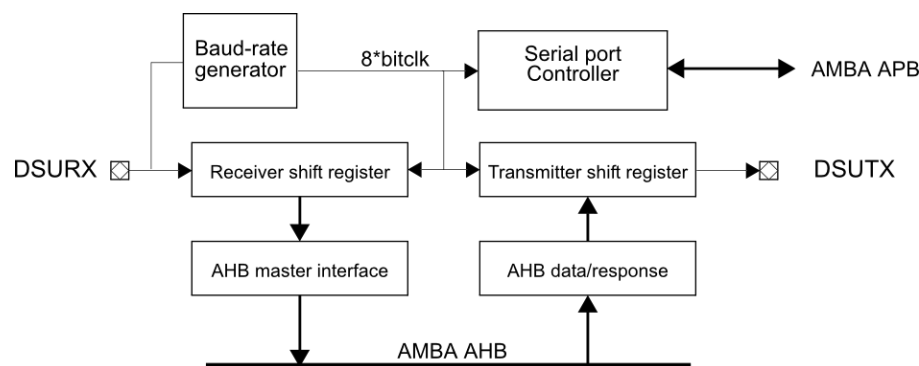 Baud-rate
generator
8*bitclk
Serial port
Controller
AMBA APB
DSURX
Receiver shift register
Transmitter shift register
DSUTX
AHB master interface
AHB data/response
AMBA AHB